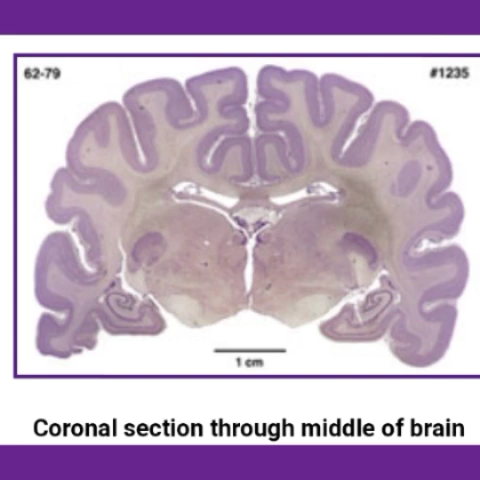 62-79 #1235
1 cm
Coronal section through middle of brain